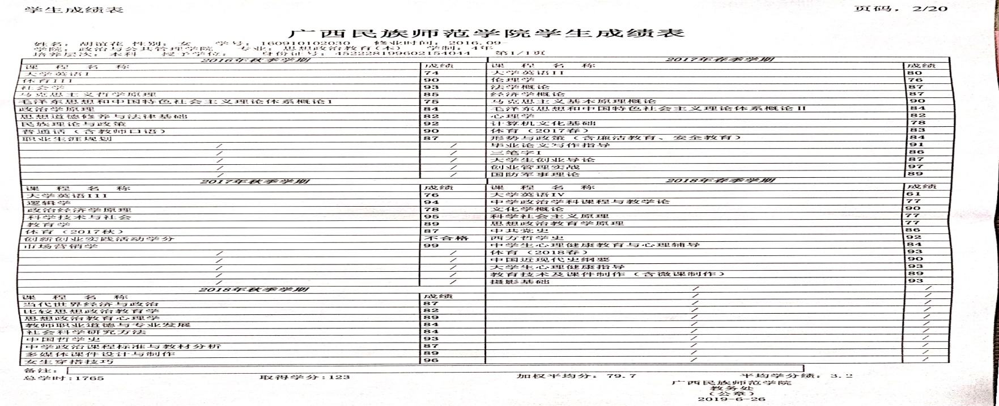 学生成绩表 页码，2/20
广西民族师范学院学生成绩表
姓名：胡谊花 性别：女 学号：160910102030 修业时间：2016.09-
学院：政治与公共管理学院 专业：思想政治教育(本) 学制：4年
培养层次：本科 授予学位： 身份证号：452228199602154044 第1/1页
2016年秋季学期 2017年春季学期
课 程 名 称 成绩 课 程 名 称 成绩
大学英语I 74 大学英语II 80
体育III 90 伦理学 76
社会学 93 法学概论 87
马克思主义哲学原理 85 经济学概论 87
毛泽东思想和中国特色社会主义理论体系概论I 75 马克思主义基本原理概论 90
政治学原理 84 毛泽东思想和中国特色社会主义理论体系概论II 84
思想道德修养与法律基础 82 心理学 82
民族理论与政策 92 计算机文化基础 78
普通话（含教师口语） 90 体育（2017春） 83
职业生涯规划 87 形势与政策（含廉洁教育、安全教育） 84
/ / 毕业论文写作指导 91
/ / 三笔字I 86
/ / 大学生创业导论 87
/ / 创业管理实战 97
/ / 国防军事理论 89
2017年秋季学期 2018年春季学期
课 程 名 称 成绩 课 程 名 称 成绩
大学英语III 76 大学英语IV 61
逻辑学 94 中学政治学科课程与教学论 77
政治经济学原理 78 文化学概论 90
科学技术与社会 95 科学社会主义原理 77
教育学 89 思想政治教育学原理 77
体育（2017秋） 87 中共党史 86
创新创业实践活动学分 不合格 西方哲学史 92
市场营销学 99 中学生心理健康教育与心理辅导 84
/ / 体育（2018春） 93
/ / 中国近现代史纲要 90
/ / 大学生心理健康指导 93
/ / 教育技术及课件制作（含微课制作） 89
/ / 摄影基础 93
2018年秋季学期 / /
课 程 名 称 成绩 / /
当代世界经济与政治 87 / /
比较思想政治教育学 82 / /
思想政治教育心理学 89 / /
教师职业道德与专业发展 84 / /
社会科学研究方法 84 / /
中国哲学史 93 / /
中学政治课程标准与教材分析 87 / /
多媒体课件设计与制作 89 / /
女生穿搭技巧 96 / /
备注：
总学时:1765 取得学分:123 加权平均分：79.7 平均学分绩：3.2
广西民族师范学院
教务处
（公章）
2019-6-26